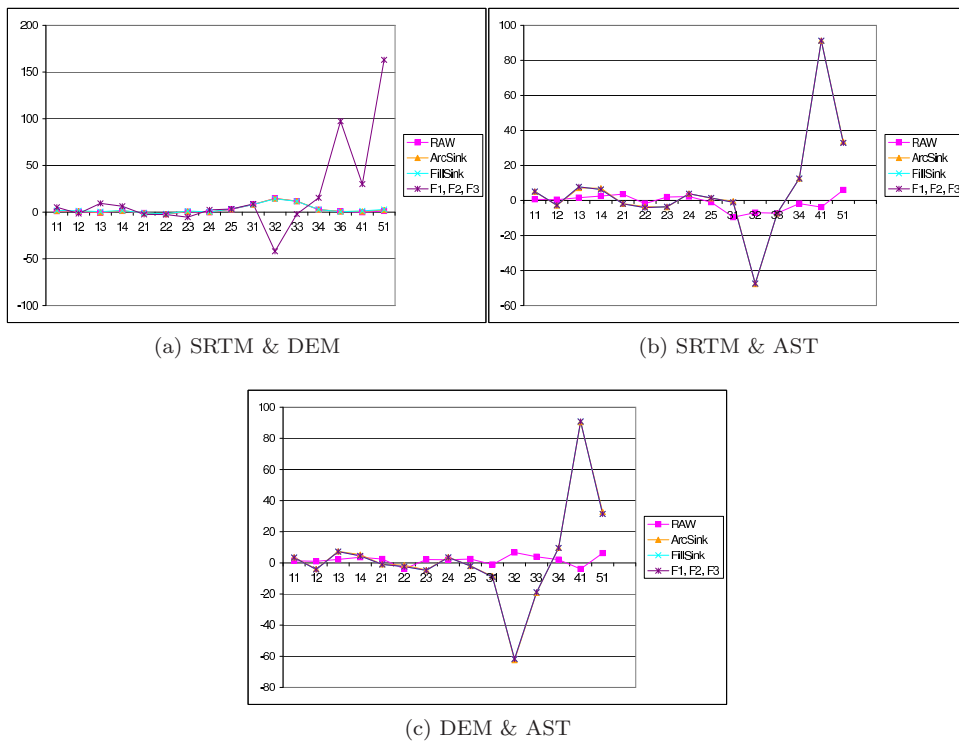 200
150
100
50
0
-50
-100
11 12 13 14 21 22 23 24 25 31 32 33 34 36 41 51
RAW
ArcSink
FillSink
F1, F2, F3
(a) SRTM & DEM
100
80
60
40
20
0
-20
-40
-60
11 12 13 14 21 22 23 24 25 31 32 33 34 41 51
RAW
ArcSink
FillSink
F1, F2, F3
(b) SRTM & AST
100
80
60
40
20
0
-20
-40
-60
-80
11 12 13 14 21 22 23 24 25 31 32 33 34 41 51
RAW
ArcSink
FillSink
F1, F2, F3
(c) DEM & AST